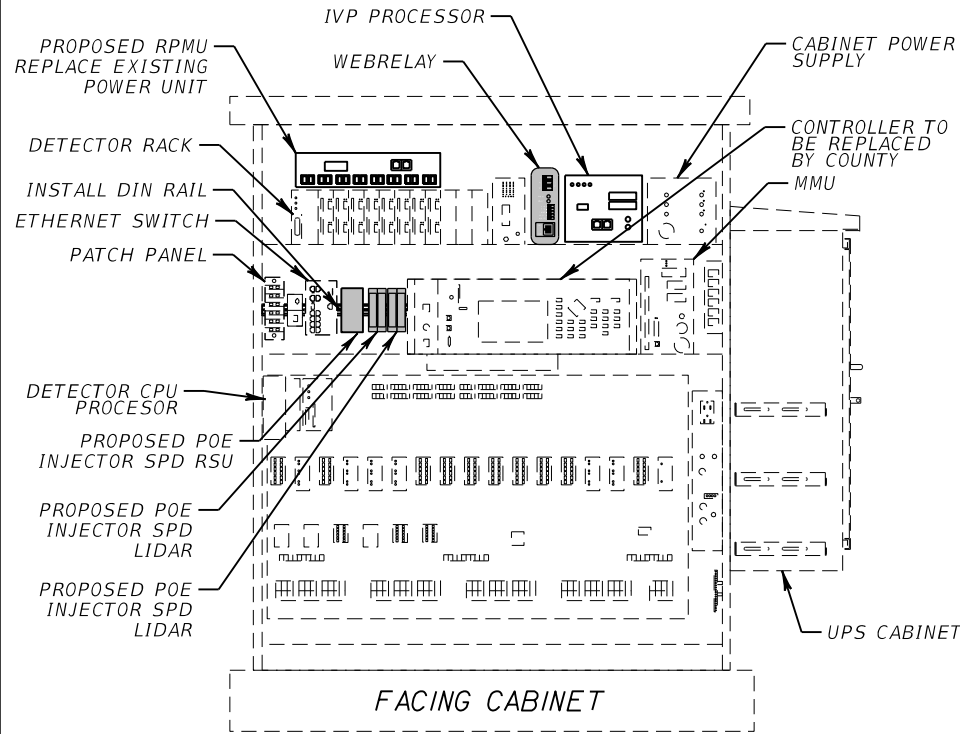 IVP PROCESSOR
PROPOSED RPMU
REPLACE EXISTING
POWER UNIT
WEBRELAY
CABINET POWER
SUPPLY
DETECTOR RACK
CONTROLLER TO
BE REPLACED
BY COUNTY
INSTALL DIN RAIL
MMU
ETHERNET SWITCH
PATCH PANEL
DETECTOR CPU
PROCESOR
PROPOSED POE
INJECTOR SPD RSU
PROPOSED POE
INJECTOR SPD
LIDAR
PROPOSED POE
INJECTOR SPD
LIDAR
UPS CABINET
FACING CABINET